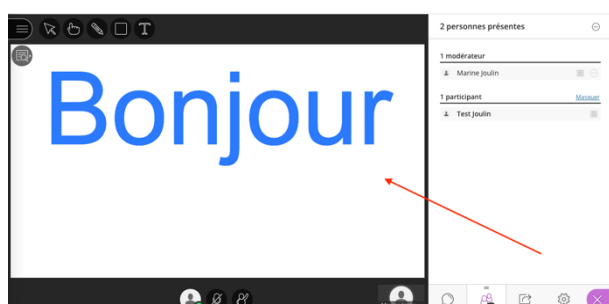 T
Bonjour
2 personnes présentes
1 modérateur
Marine Joulin
1 participant
Masquer
Test Joulin